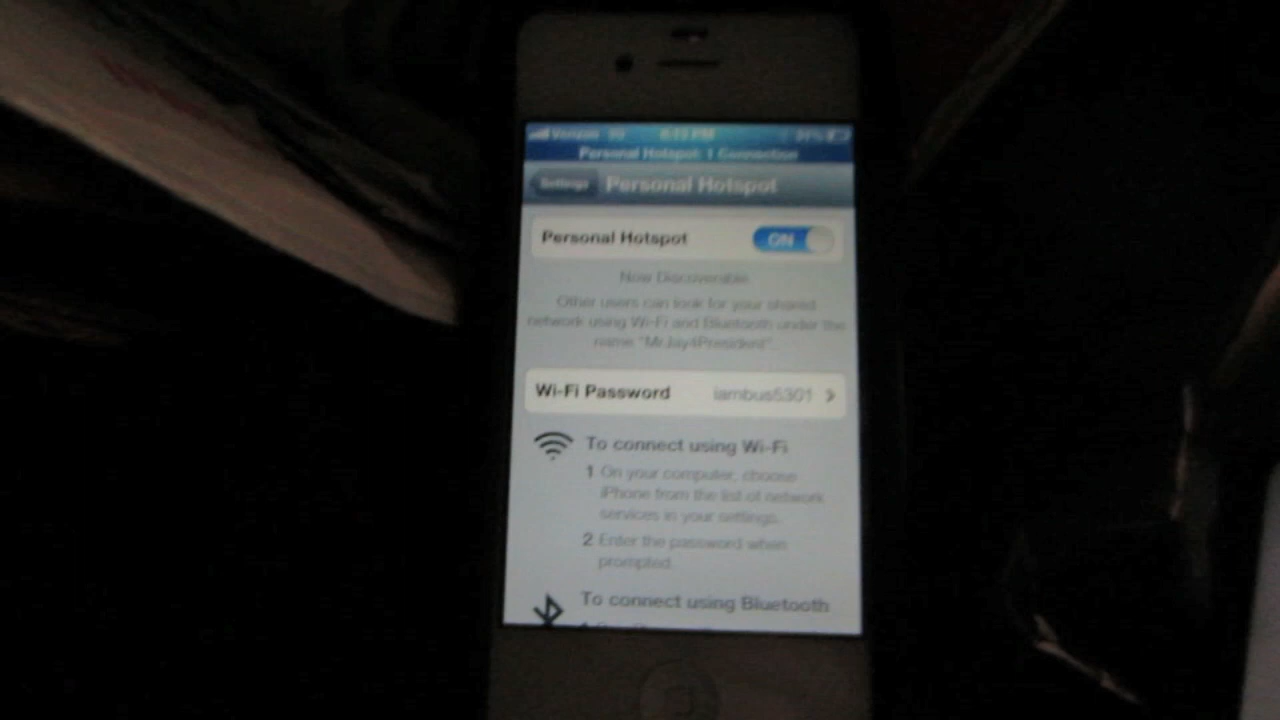 Verizon 3G
Personal Hotspot: 1 Connection
Settings Personal Hotspot
Personal Hotspot ON
Now Discoverable.
Other users can look for your shared
network using Wi-Fi and Bluetooth under the
name "MrJay4President".
Wi-Fi Password iambus5301
To connect using Wi-Fi
1 On your computer, choose
iPhone from the list of network
services in your settings.
2 Enter the password when
prompted.
To connect using Bluetooth